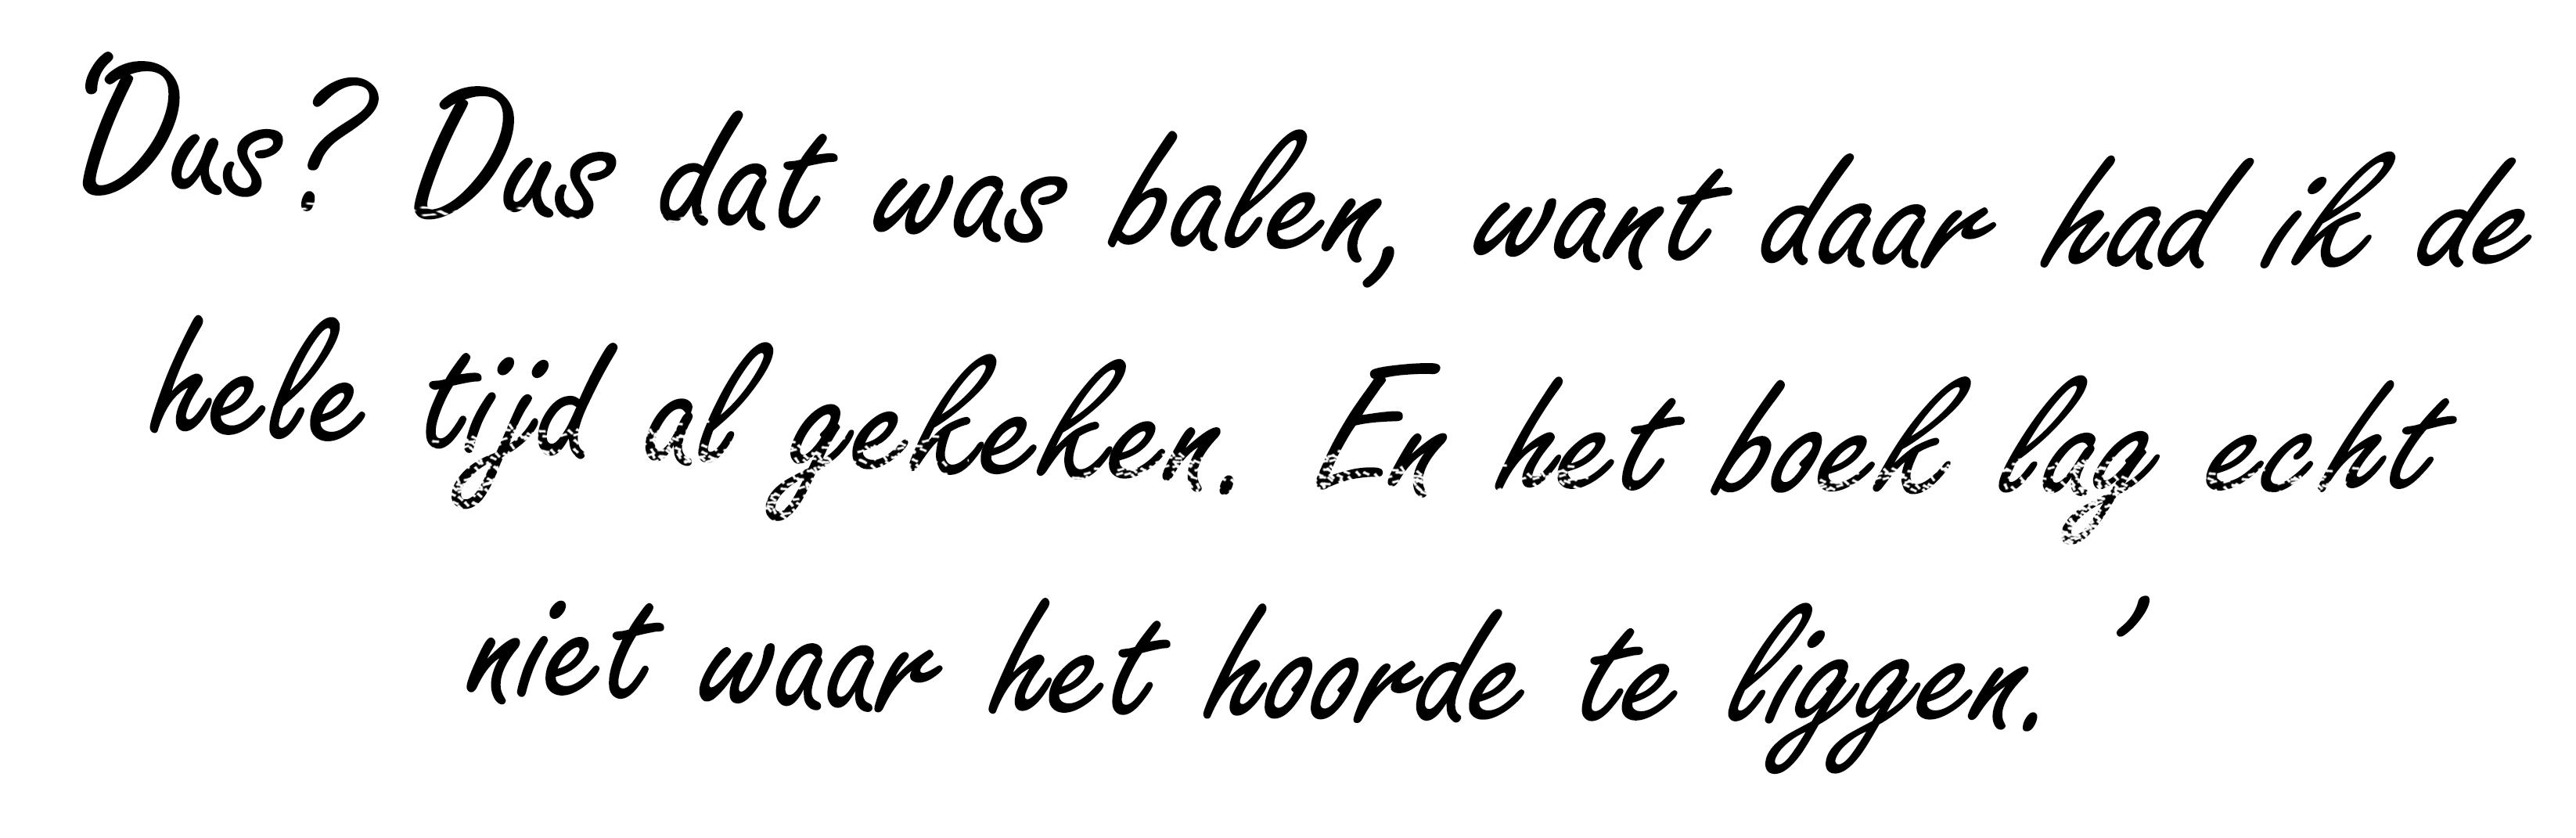 ‘Dus? Dus dat was balen, want daar had ik de
hele tijd al gekeken. En het boek lag echt
niet waar het hoorde te liggen.’